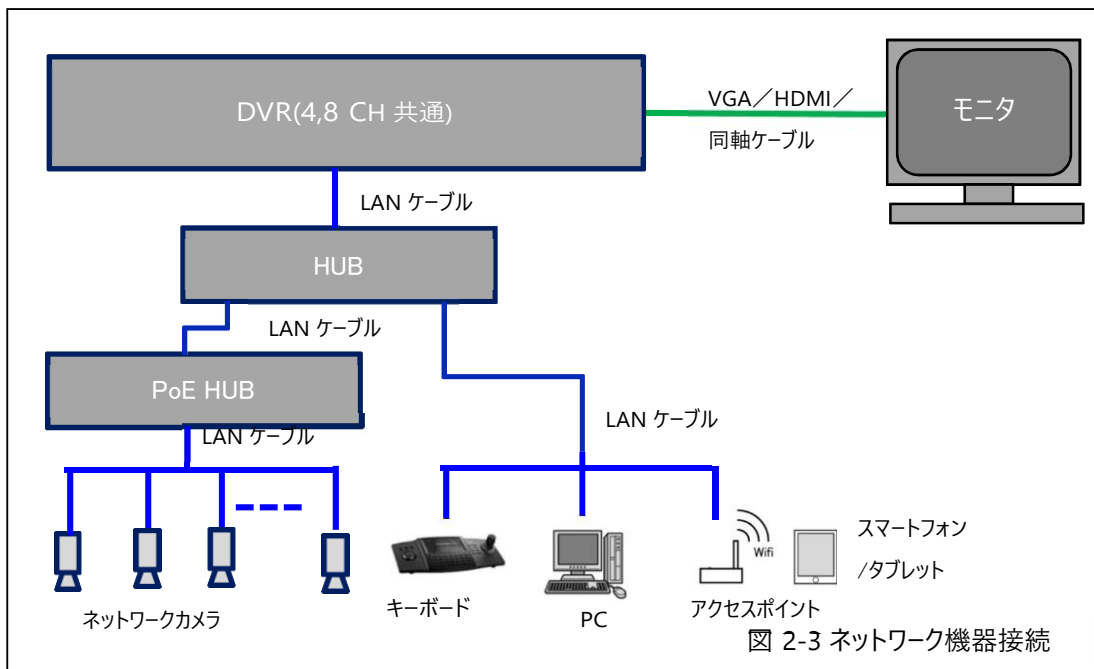 DVR(4,8 CH 共通)
VGA／HDMI／
同軸ケーブル
モニタ
LAN ケーブル
HUB
LAN ケーブル
PoE HUB
LAN ケーブル
LAN ケーブル
Wifi
スマートフォン
/タブレット
ネットワークカメラ
キーボード
PC
アクセスポイント
図 2-3 ネットワーク機器接続